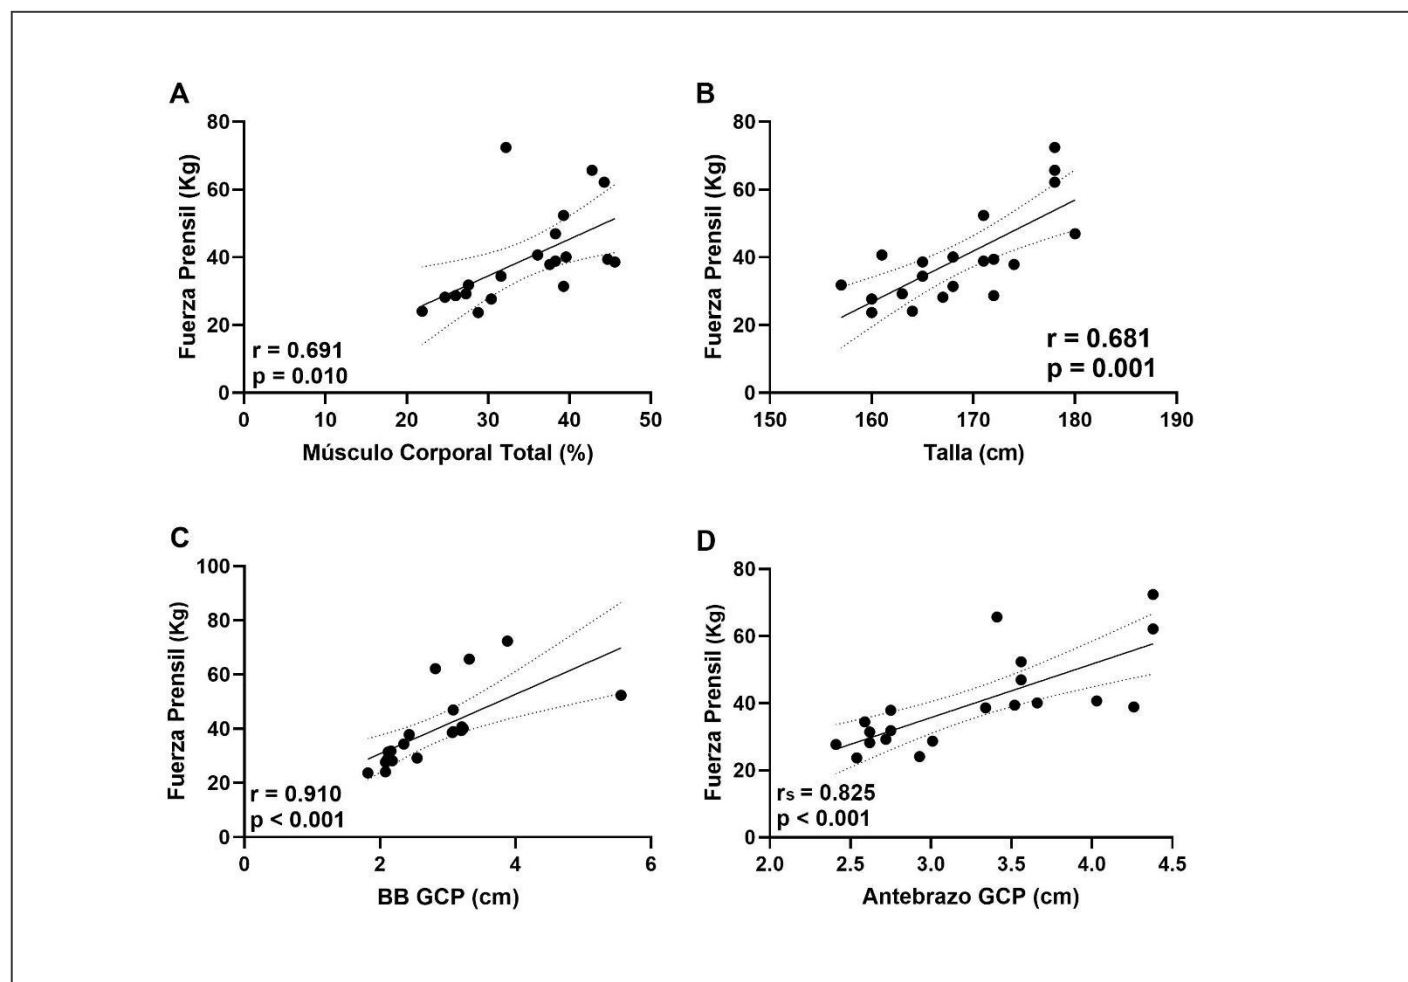 A
Fuerza Prensil (Kg)
80
60
40
20
0
r = 0.691
p = 0.010
0 10 20 30 40 50
Músculo Corporal Total (%)
B
Fuerza Prensil (Kg)
80
60
40
20
0
r = 0.681
p = 0.001
150 160 170 180 190
Talla (cm)
C
Fuerza Prensil (Kg)
100
80
60
40
20
0
r = 0.910
p < 0.001
0 2 4 6
BB GCP (cm)
D
Fuerza Prensil (Kg)
80
60
40
20
0
rs = 0.825
p < 0.001
2.0 2.5 3.0 3.5 4.0 4.5
Antebrazo GCP (cm)